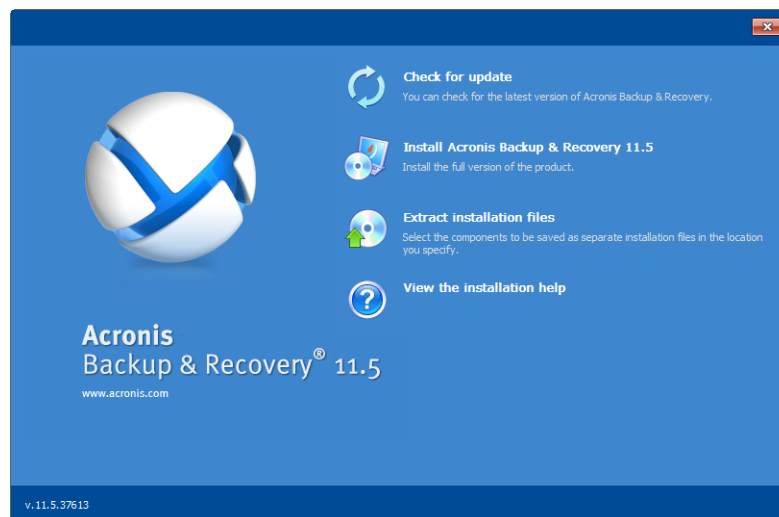 Check for update
You can check for the latest version of Acronis Backup & Recovery.
Install Acronis Backup & Recovery 11.5
Install the full version of the product.
Extract installation files
Select the components to be saved as separate installation files in the location
you specify.
View the installation help
Acronis
Backup & Recovery® 11.5
www.acronis.com
v.11.5.37613